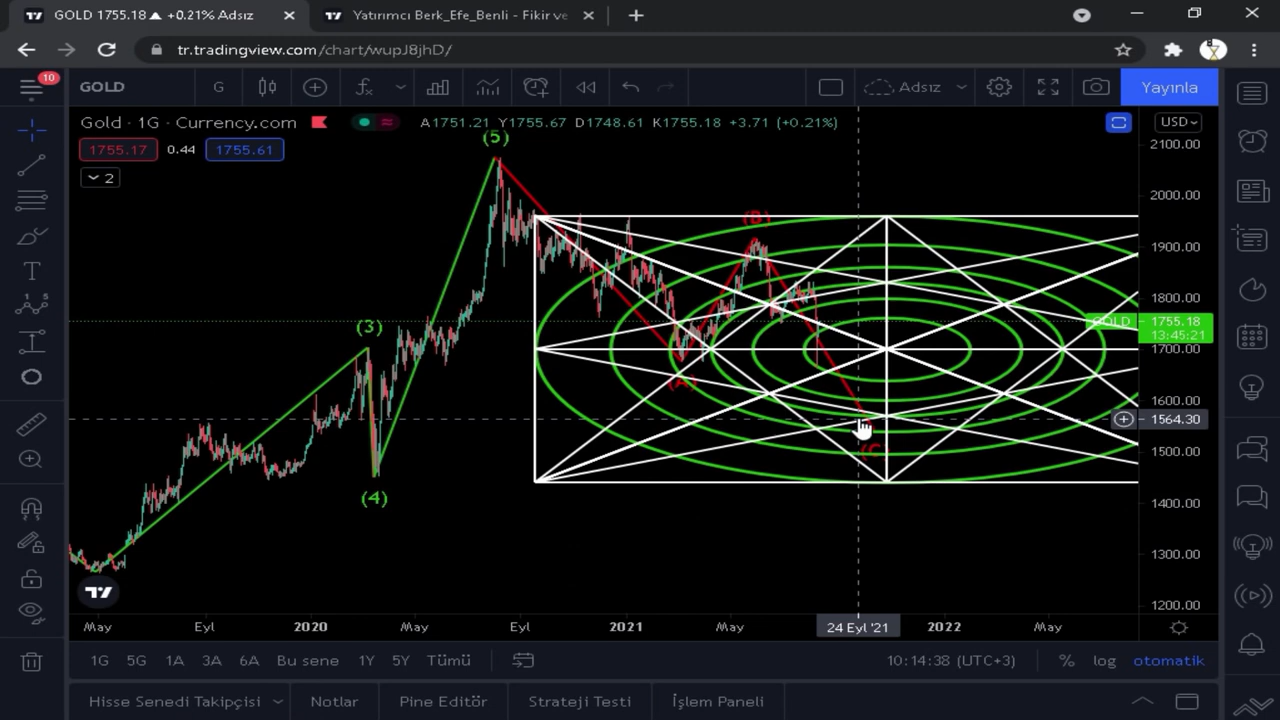 GOLD 1755.18 ▲ +0.21% Adsız
Yatırımcı Berk_Efe_Benli - Fikir ve
tr.tradingview.com/chart/wupJ8jhD/
10
GOLD
G
Adsız
Yayınla
Gold · 1G · Currency.com
A1751.21 Y1755.67 D1748.61 K1755.18 +3.71 (+0.21%)
USD
1755.17
0.44
1755.61
2
(5)
(3)
(4)
(B)
(A)
(C
2100.00
2000.00
1900.00
1800.00
GOLD
1755.18
13:45:21
1700.00
1600.00
1564.30
1500.00
1400.00
1300.00
1200.00
May
Eyl
2020
May
Eyl
2021
May
24 Eyl '21
2022
May
1G 5G 1A 3A 6A Bu sene 1Y 5Y Tümü
10:14:38 (UTC+3)
% log otomatik
Hisse Senedi Takipçisi
Notlar
Pine Editör
Strateji Testi
İşlem Paneli